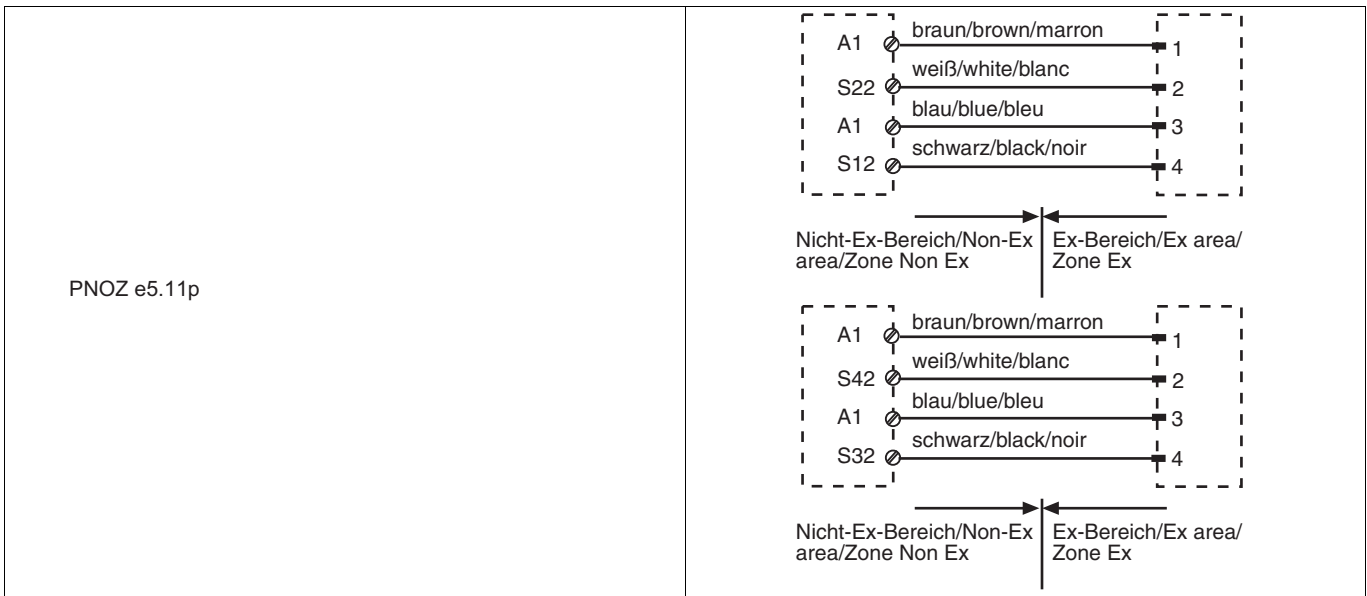 PNOZ e5.11p
A1 braun/brown/marron 1
S22 weiß/white/blanc 2
A1 blau/blue/bleu 3
S12 schwarz/black/noir 4
Nicht-Ex-Bereich/Non-Ex
area/Zone Non Ex
Ex-Bereich/Ex area/
Zone Ex
A1 braun/brown/marron 1
S42 weiß/white/blanc 2
A1 blau/blue/bleu 3
S32 schwarz/black/noir 4
Nicht-Ex-Bereich/Non-Ex
area/Zone Non Ex
Ex-Bereich/Ex area/
Zone Ex